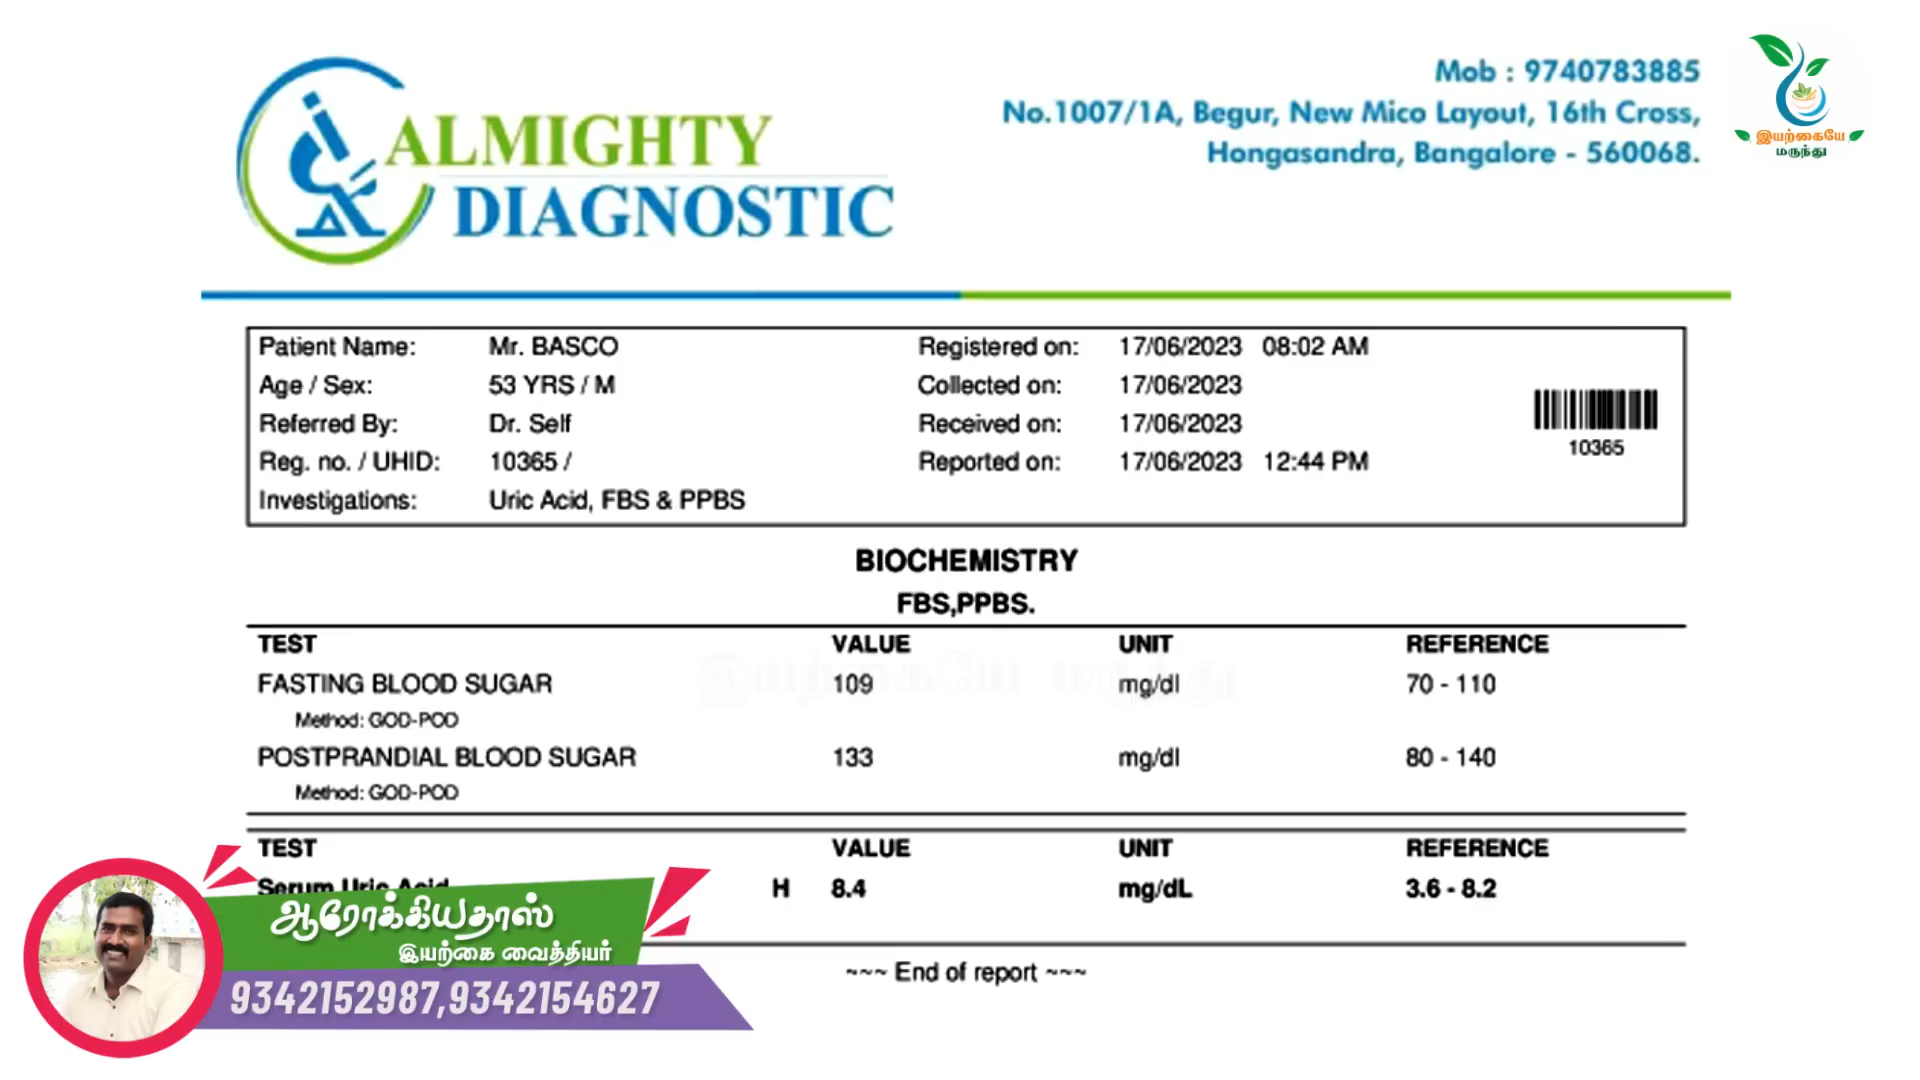 ALMIGHTY
DIAGNOSTIC
Mob : 9740783885
No.1007/1A, Begur, New Mico Layout, 16th Cross,
Hongasandra, Bangalore - 560068.
இயற்கையே
மருந்து
Patient Name: Mr. BASCO Registered on: 17/06/2023 08:02 AM
Age / Sex: 53 YRS / M Collected on: 17/06/2023
Referred By: Dr. Self Received on: 17/06/2023
Reg. no. / UHID: 10365 / Reported on: 17/06/2023 12:44 PM
Investigations: Uric Acid, FBS & PPBS
10365
BIOCHEMISTRY
FBS,PPBS.
TEST VALUE UNIT REFERENCE
இயற்கையே மருந்து
FASTING BLOOD SUGAR 109 mg/dl 70 - 110
Method: GOD-POD
POSTPRANDIAL BLOOD SUGAR 133 mg/dl 80 - 140
Method: GOD-POD
TEST VALUE UNIT REFERENCE
Serum Uric Acid H 8.4 mg/dL 3.6 - 8.2
~~~ End of report ~~~
ஆரோக்கியதாஸ்
இயற்கை வைத்தியர்
9342152987,9342154627